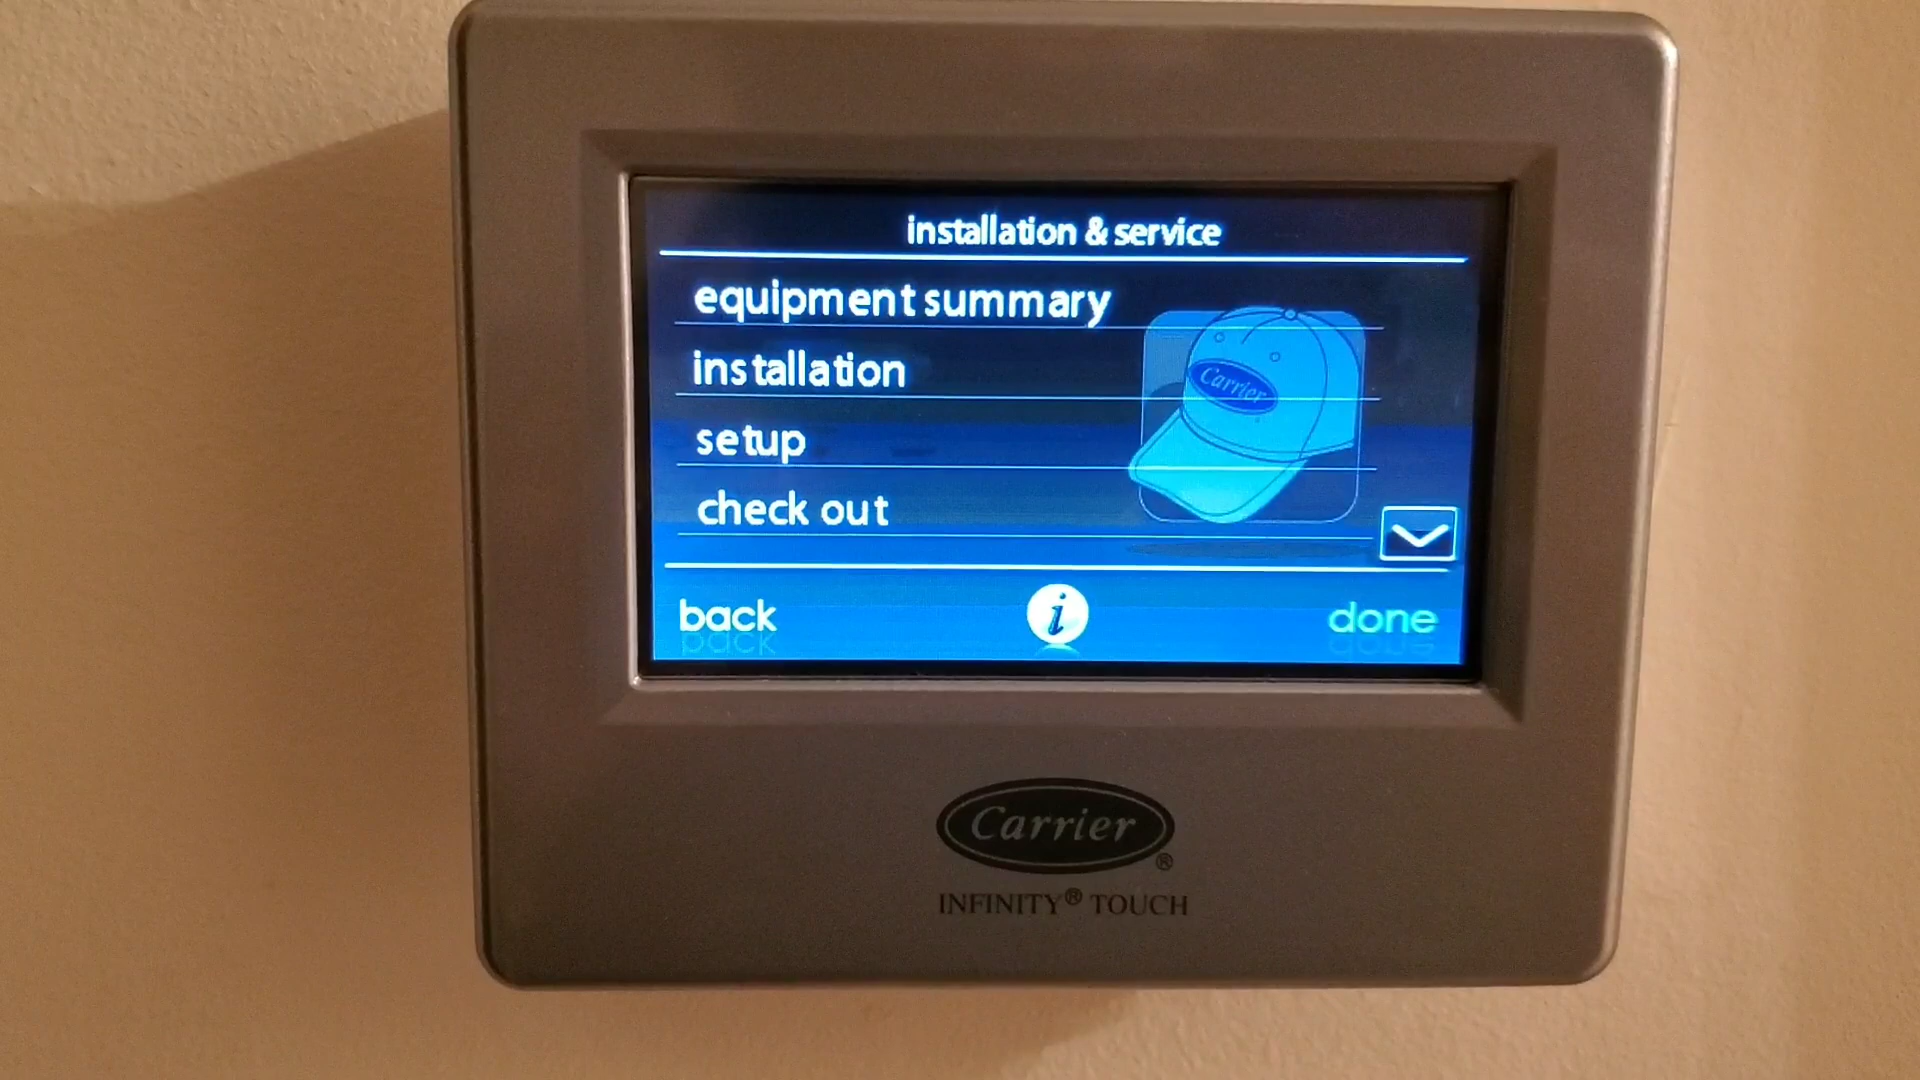 installation & service
equipment summary
installation
Carrier
setup
check out
back
i
done
Carrier®
INFINITY® TOUCH